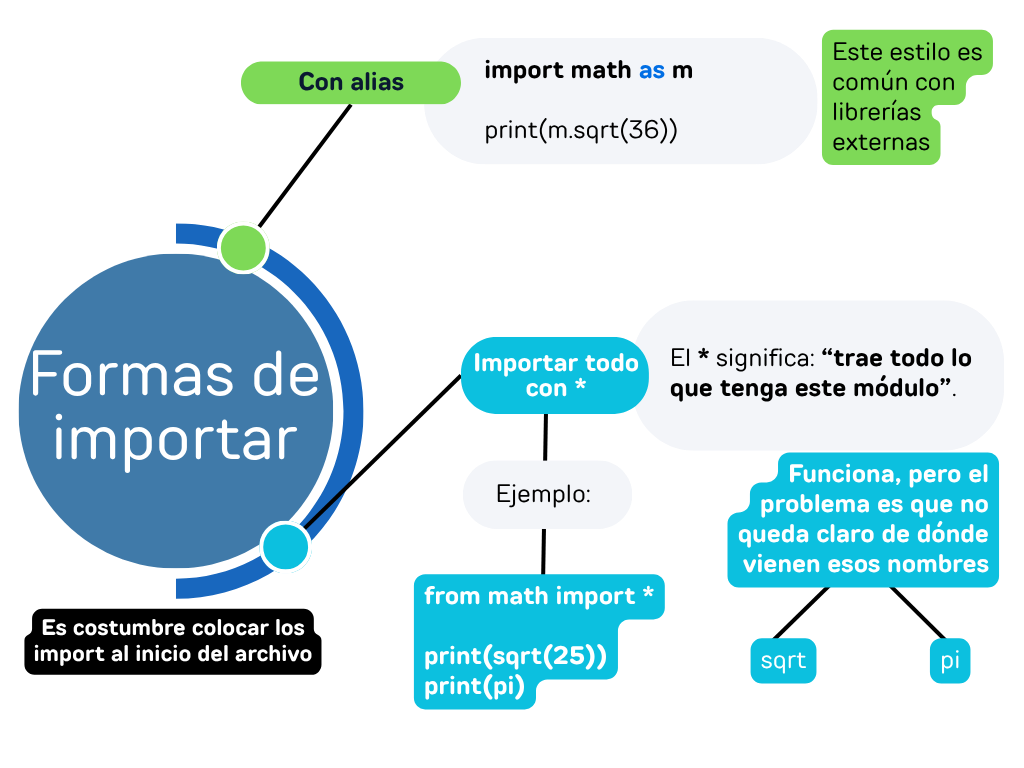 Con alias
import math as m
print(m.sqrt(36))
Este estilo es
común con
librerías
externas
Formas de
importar
Importar todo
con *
El * significa: “trae todo lo
que tenga este módulo”.
Ejemplo:
from math import *
print(sqrt(25))
print(pi)
Funciona, pero el
problema es que no
queda claro de dónde
vienen esos nombres
sqrt
pi
Es costumbre colocar los
import al inicio del archivo